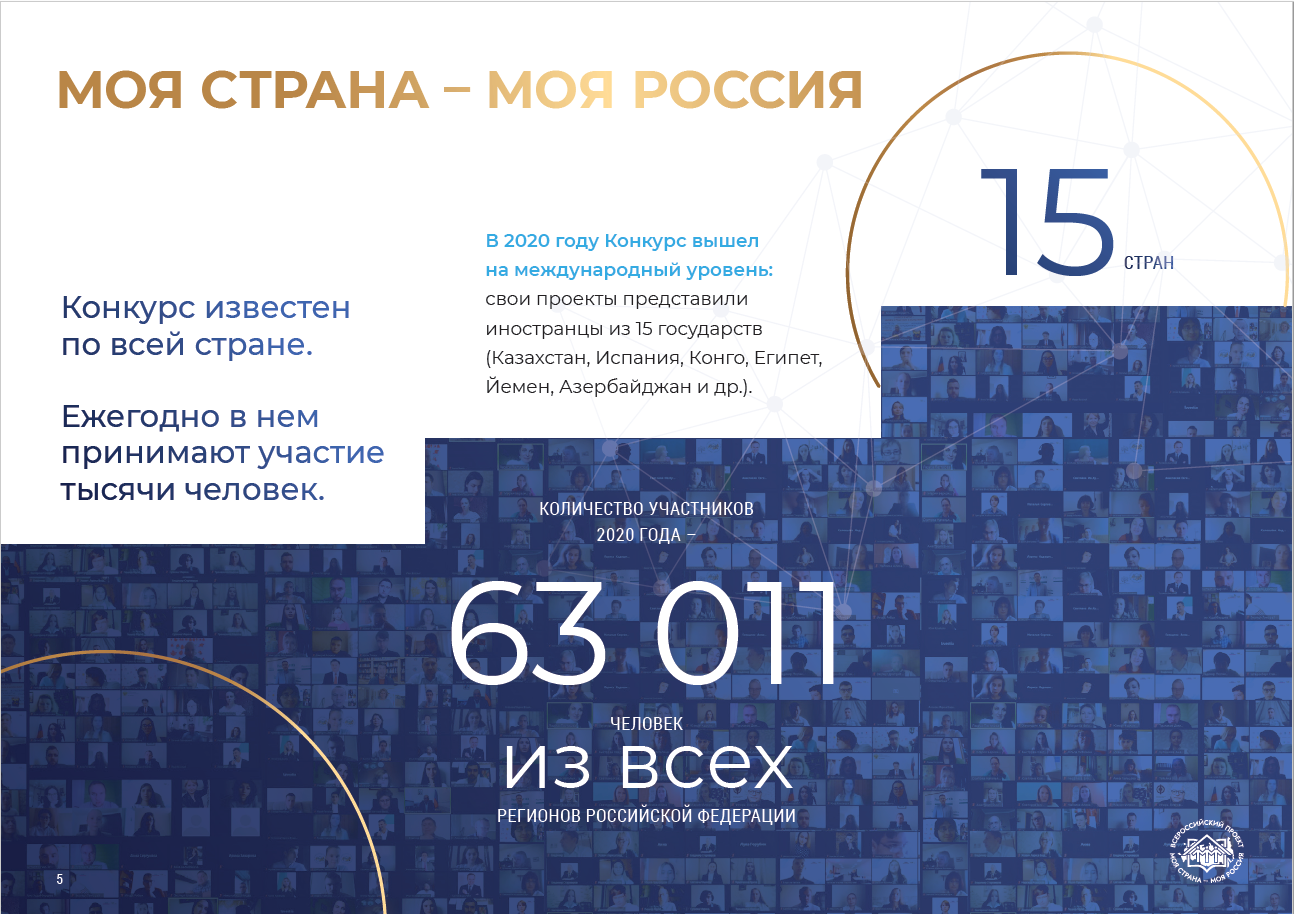 МОЯ СТРАНА – МОЯ РОССИЯ
15 СТРАН
В 2020 году Конкурс вышел
на международный уровень:
свои проекты представили
иностранцы из 15 государств
(Казахстан, Испания, Конго, Египет,
Йемен, Азербайджан и др.).
Конкурс известен
по всей стране.
Ежегодно в нем
принимают участие
тысячи человек.
КОЛИЧЕСТВО УЧАСТНИКОВ
2020 ГОДА –
63 011
ЧЕЛОВЕК
из всех
РЕГИОНОВ РОССИЙСКОЙ ФЕДЕРАЦИИ
ВСЕРОССИЙСКИЙ ПРОЕКТ
МОЯ СТРАНА – МОЯ РОССИЯ
5